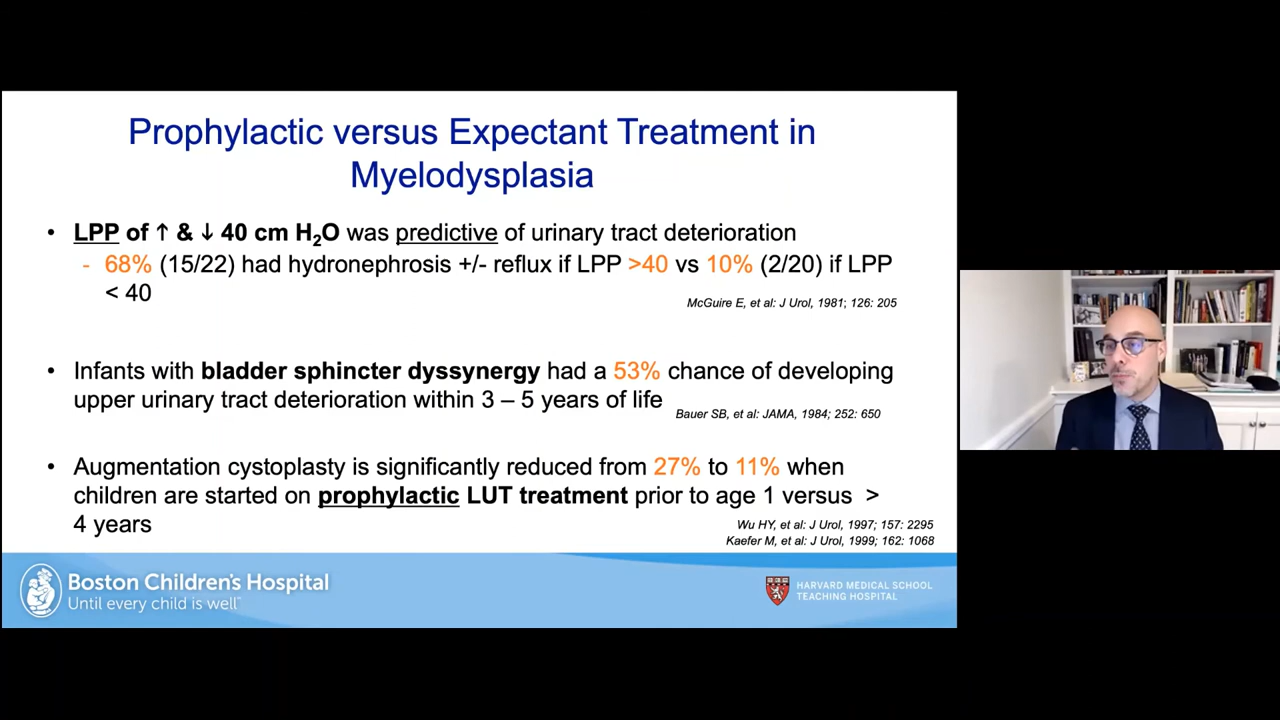 Prophylactic versus Expectant Treatment in
Myelodysplasia
• LPP of ↑ & ↓ 40 cm H₂O was predictive of urinary tract deterioration
- 68% (15/22) had hydronephrosis +/- reflux if LPP >40 vs 10% (2/20) if LPP
< 40
McGuire E, et al: J Urol, 1981; 126: 205
• Infants with bladder sphincter dyssynergy had a 53% chance of developing
upper urinary tract deterioration within 3 – 5 years of life
Bauer SB, et al: JAMA, 1984; 252: 650
• Augmentation cystoplasty is significantly reduced from 27% to 11% when
children are started on prophylactic LUT treatment prior to age 1 versus >
4 years
Wu HY, et al: J Urol, 1997; 157: 2295
Kaefer M, et al: J Urol, 1999; 162: 1068
Boston Children's Hospital
Until every child is well™
HARVARD MEDICAL SCHOOL
TEACHING HOSPITAL